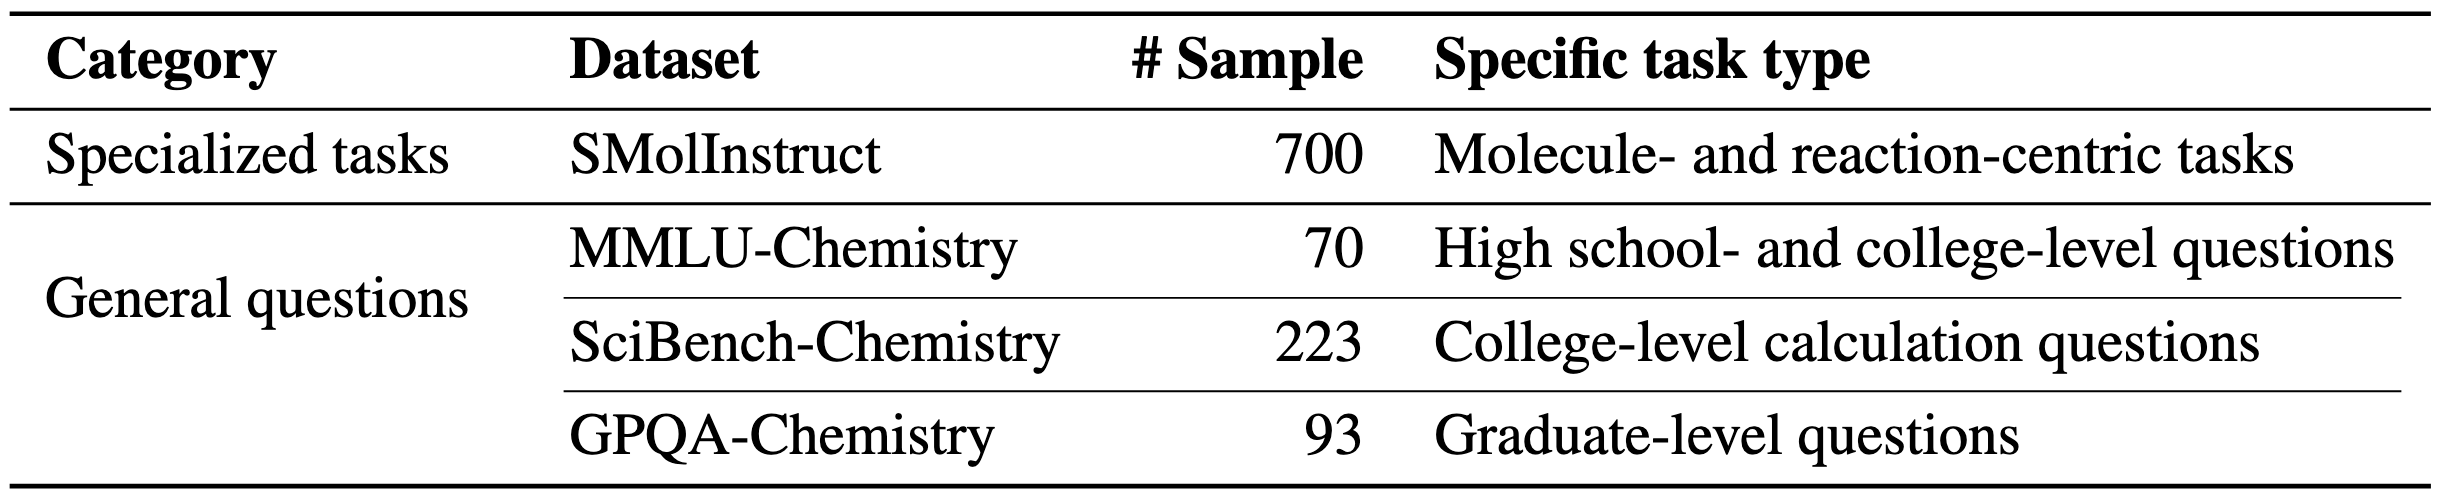 Category Dataset # Sample Specific task type
Specialized tasks SMolInstruct 700 Molecule- and reaction-centric tasks
General questions
MMLU-Chemistry 70 High school- and college-level questions
SciBench-Chemistry 223 College-level calculation questions
GPQA-Chemistry 93 Graduate-level questions